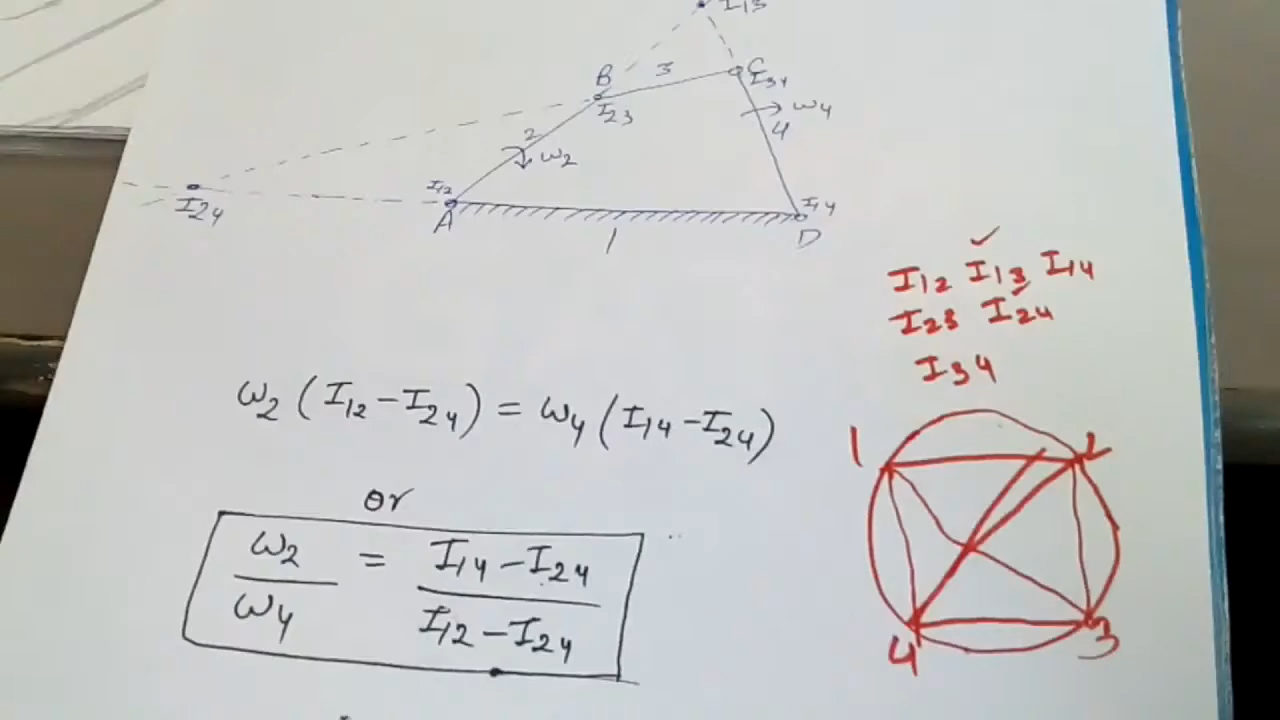 I13
B
3
C
I34
I23
ω4
4
2
ω2
I12
I14
I24
A
D
1
I12 I13 I14
I23 I24
I34
ω2 (I12 - I24) = ω4 (I14 - I24)
or
ω2 / ω4 = I14 - I24 / I12 - I24
1
2
4
3